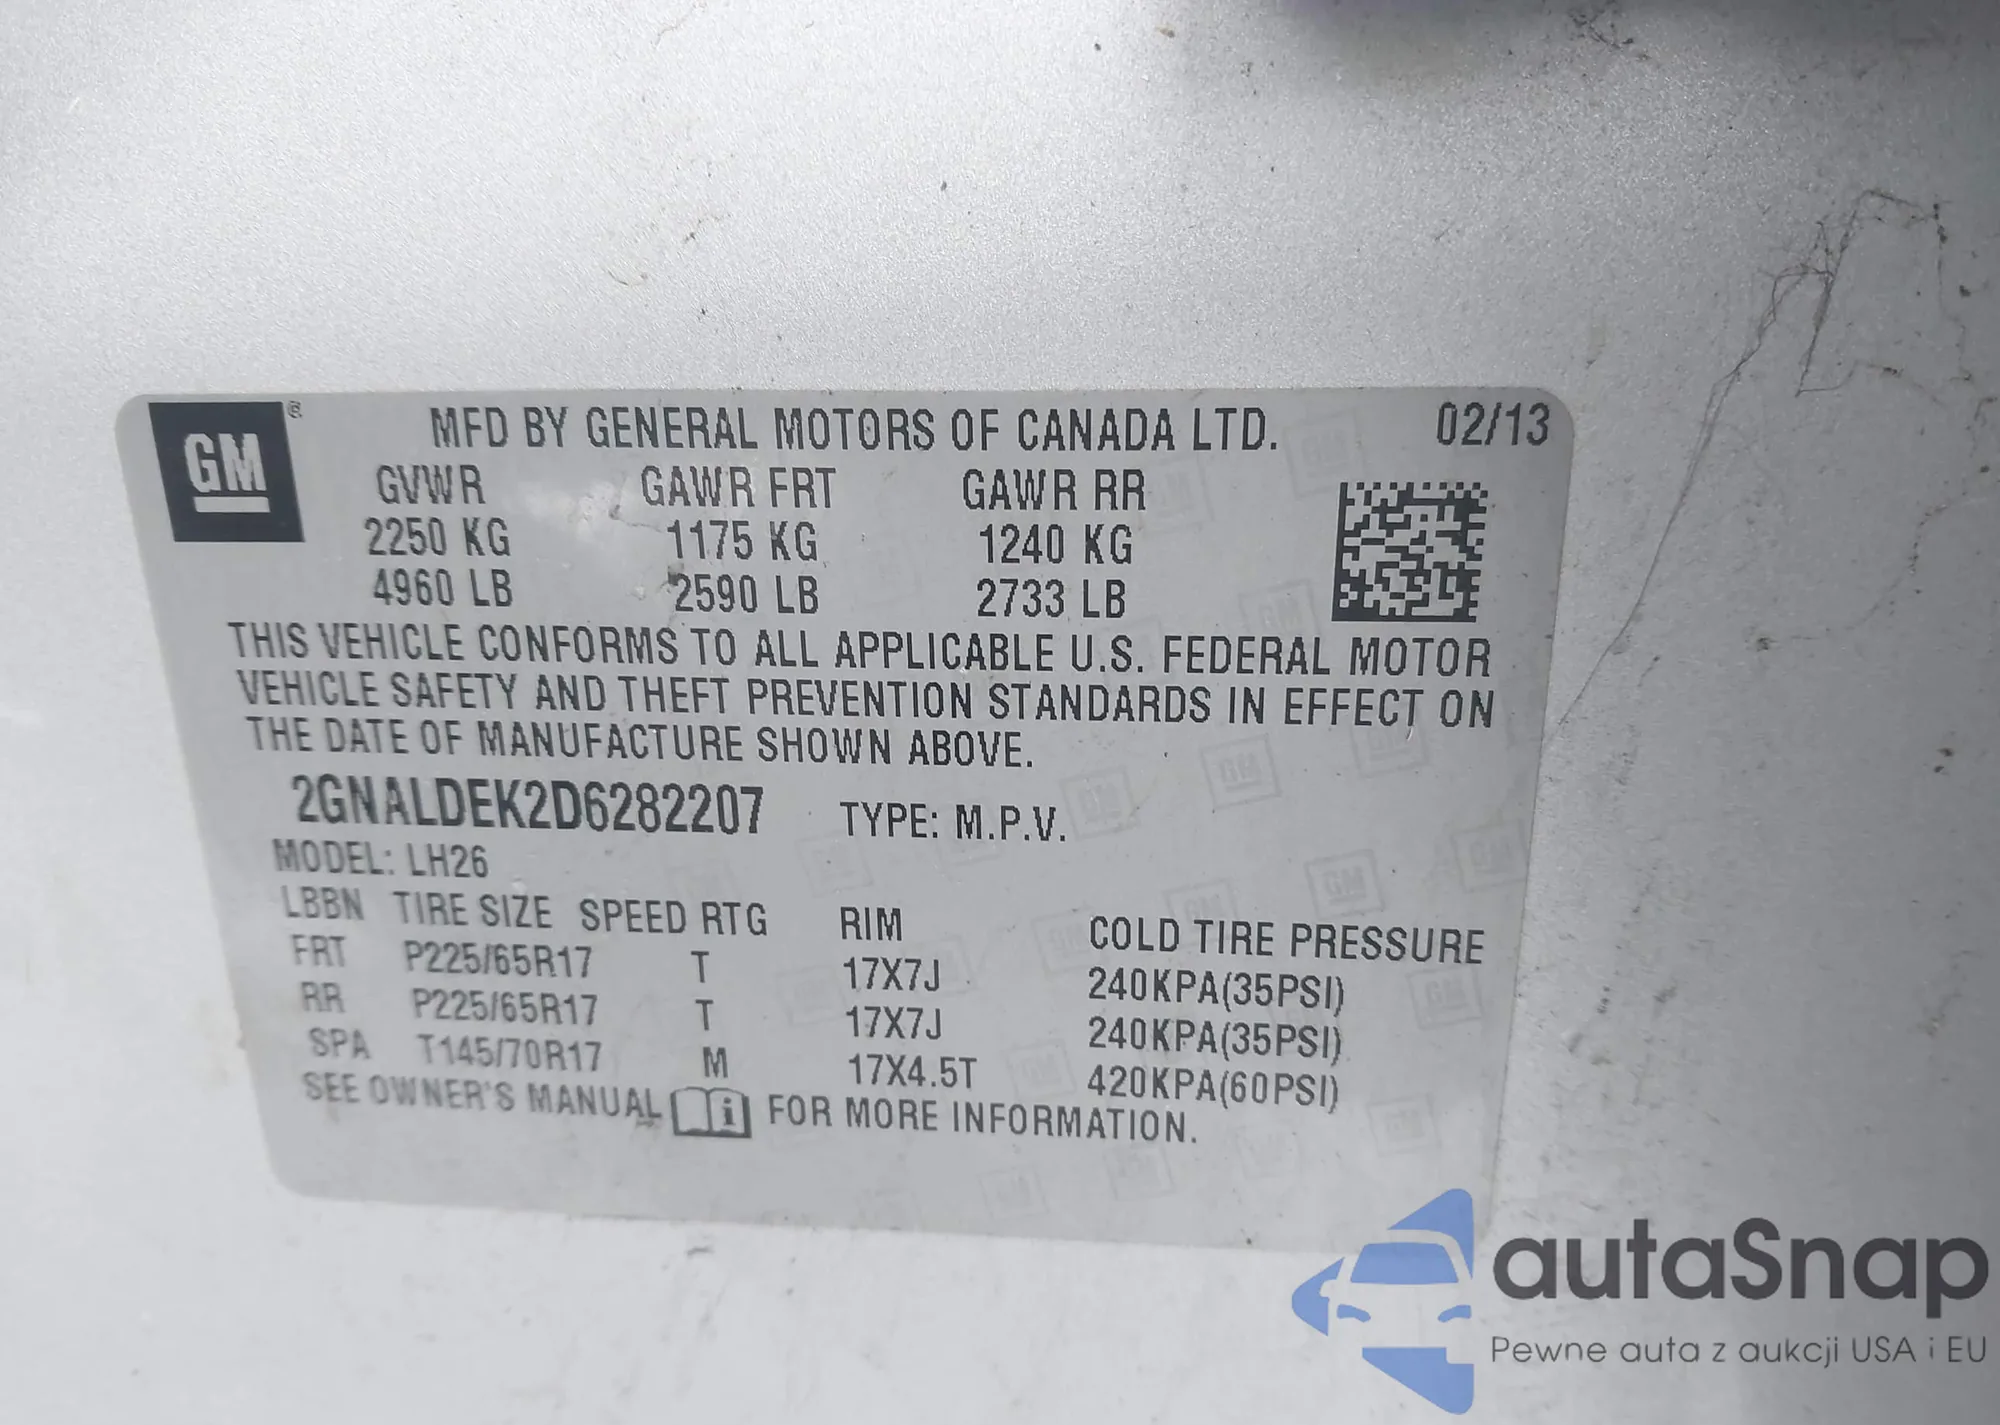 GM ®
MFD BY GENERAL MOTORS OF CANADA LTD. 02/13
GVWR GAWR FRT GAWR RR
2250 KG 1175 KG 1240 KG
4960 LB 2590 LB 2733 LB
THIS VEHICLE CONFORMS TO ALL APPLICABLE U.S. FEDERAL MOTOR
VEHICLE SAFETY AND THEFT PREVENTION STANDARDS IN EFFECT ON
THE DATE OF MANUFACTURE SHOWN ABOVE.
2GNALDEK2D6282207 TYPE: M.P.V.
MODEL: LH26
LBBN TIRE SIZE SPEED RTG RIM COLD TIRE PRESSURE
FRT P225/65R17 T 17X7J 240KPA(35PSI)
RR P225/65R17 T 17X7J 240KPA(35PSI)
SPA T145/70R17 M 17X4.5T 420KPA(60PSI)
SEE OWNER'S MANUAL i FOR MORE INFORMATION.
autaSnap
Pewne auta z aukcji USA i EU